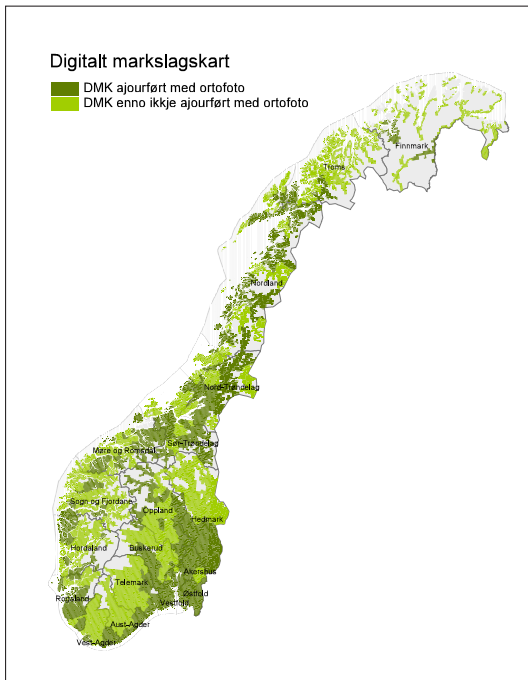 Digitalt markslagskart
DMK ajourført med ortofoto
DMK enno ikkje ajourført med ortofoto
Finnmark
Troms
Nordland
Nord-Trøndelag
Sør-Trøndelag
Møre og Romsdal
Sogn og Fjordane
Oppland
Hedmark
Hordaland
Buskerud
Akershus
Telemark
Østfold
Rogaland
Vestfold
Aust-Agder
Vest-Agder